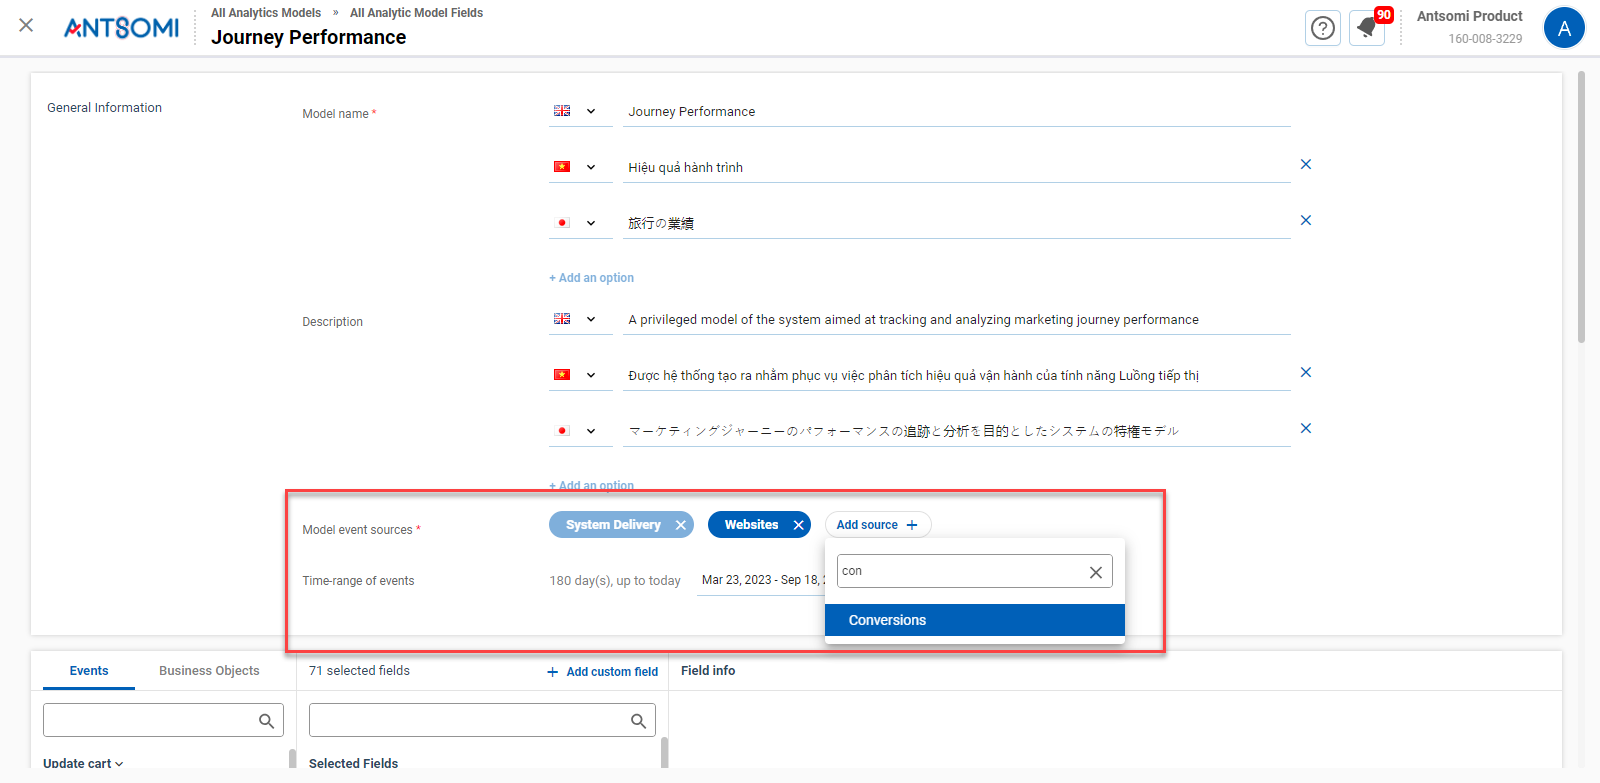 ANTSOMI
All Analytics Models » All Analytic Model Fields
Journey Performance
90
Antsomi Product
160-008-3229
A
General Information
Model name *
Journey Performance
Hiệu quả hành trình
旅行の業績
+ Add an option
Description
A privileged model of the system aimed at tracking and analyzing marketing journey performance
Được hệ thống tạo ra nhằm phục vụ việc phân tích hiệu quả vận hành của tính năng Luồng tiếp thị
マーケティングジャーニーのパフォーマンスの追跡と分析を目的としたシステムの特権モデル
+ Add an option
Model event sources *
System Delivery
Websites
Add source +
Time-range of events
180 day(s), up to today
Mar 23, 2023 - Sep 18,
con
Conversions
Events
Business Objects
71 selected fields
+ Add custom field
Field info
Update cart
Selected Fields